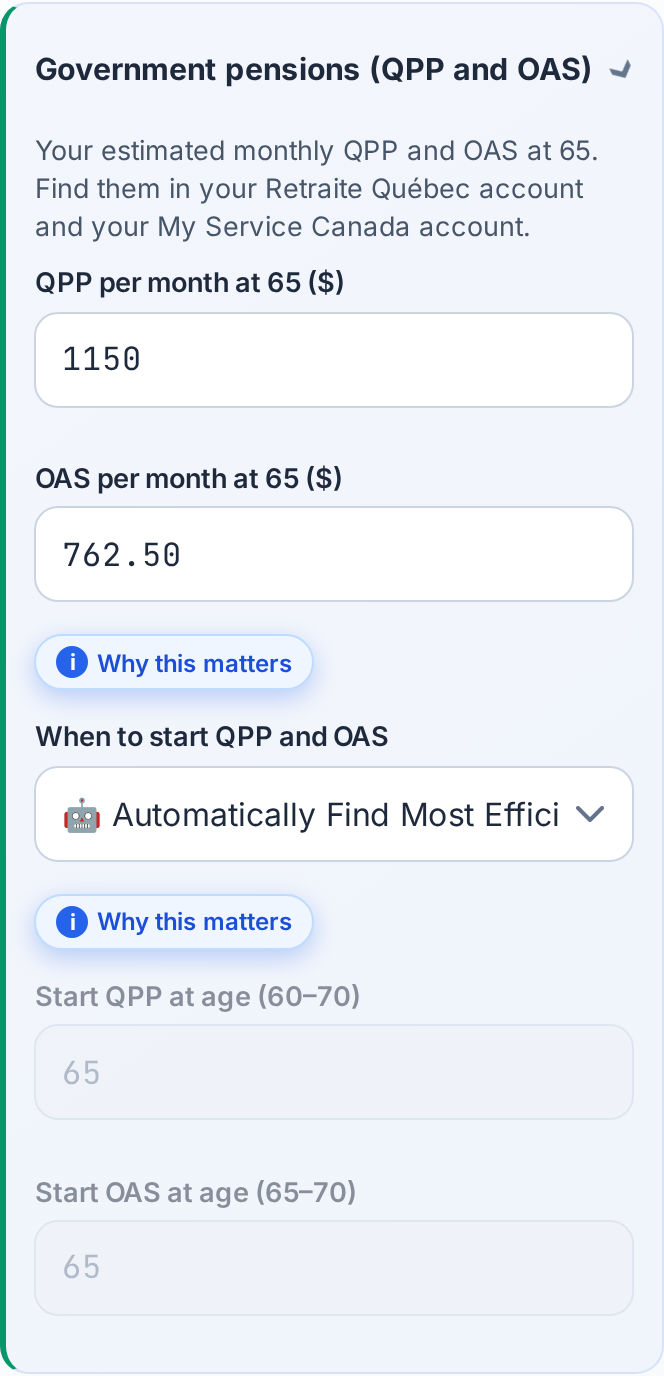 Government pensions (QPP and OAS)
Your estimated monthly QPP and OAS at 65.
Find them in your Retraite Québec account
and your My Service Canada account.
QPP per month at 65 ($)
1150
OAS per month at 65 ($)
762.50
i Why this matters
When to start QPP and OAS
🤖 Automatically Find Most Effici
i Why this matters
Start QPP at age (60–70)
65
Start OAS at age (65–70)
65